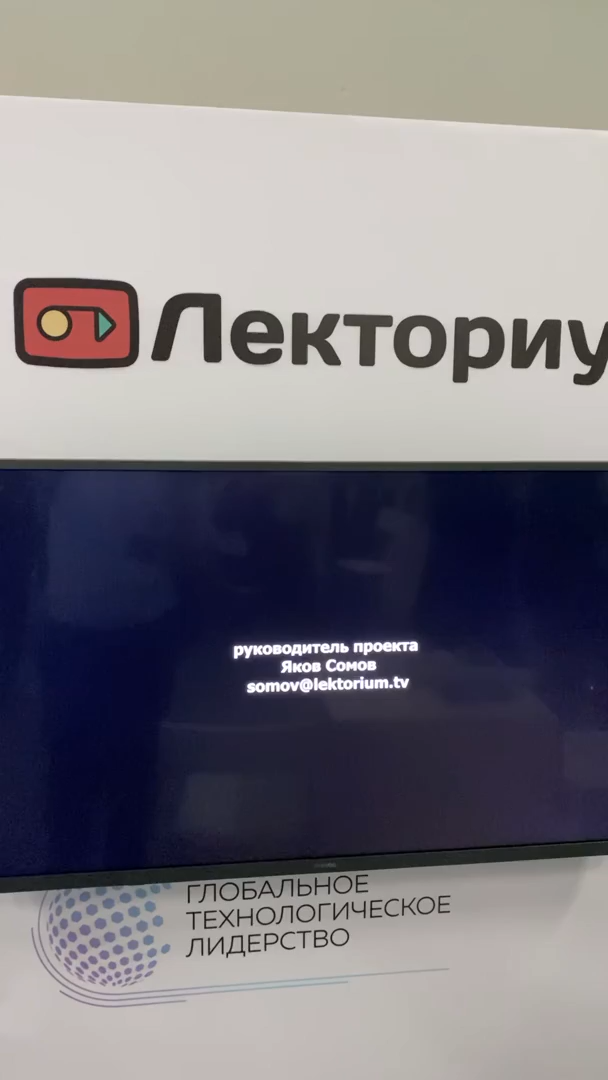 Лекториу
руководитель проекта
Яков Сомов
somov@lektorium.tv
ГЛОБАЛЬНОЕ
ТЕХНОЛОГИЧЕСКОЕ
ЛИДЕРСТВО